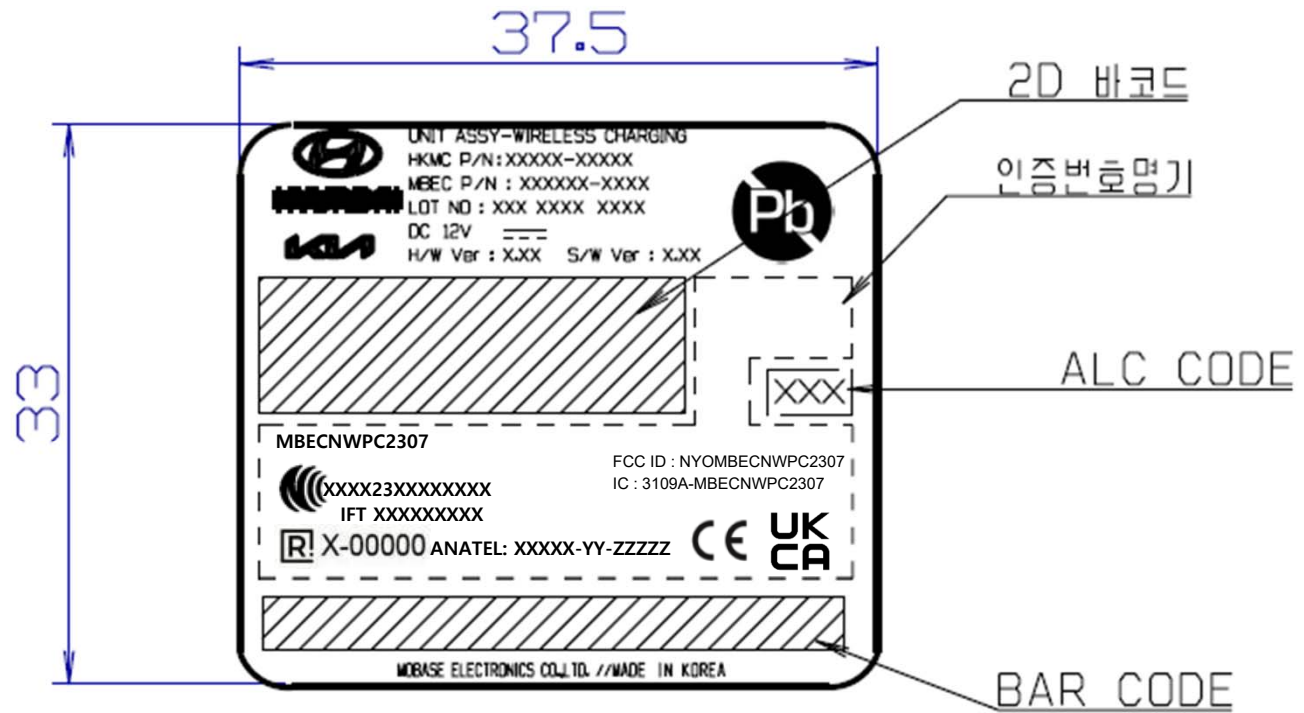 37.5
2D 바코드
인증번호명기
33
UNIT ASSY-WIRELESS CHARGING
HKMC P/N:XXXXX-XXXXX
MBEC P/N : XXXXXX-XXXX
LOT NO : XXX XXXX XXXX
DC 12V
H/W Ver : X.XX S/W Ver : X.XX
KIA
Pb
ALC CODE
XXX
MBECNWPC2307
FCC ID : NYOMBECNWPC2307
IC : 3109A-MBECNWPC2307
XXXX23XXXXXXXX
IFT XXXXXXXXX
R! X-00000 ANATEL: XXXXX-YY-ZZZZZ CE UK CA
MOBASE ELECTRONICS CO.,LTD. //MADE IN KOREA
BAR CODE